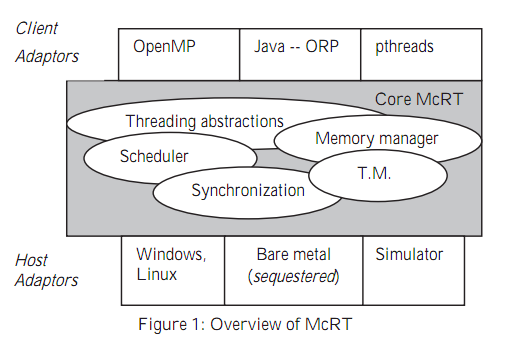 Client
Adaptors
OpenMP
Java -- ORP
pthreads
Core McRT
Threading abstractions
Memory manager
Scheduler
T.M.
Synchronization
Host
Adaptors
Windows,
Linux
Bare metal
(sequestered)
Simulator
Figure 1: Overview of McRT